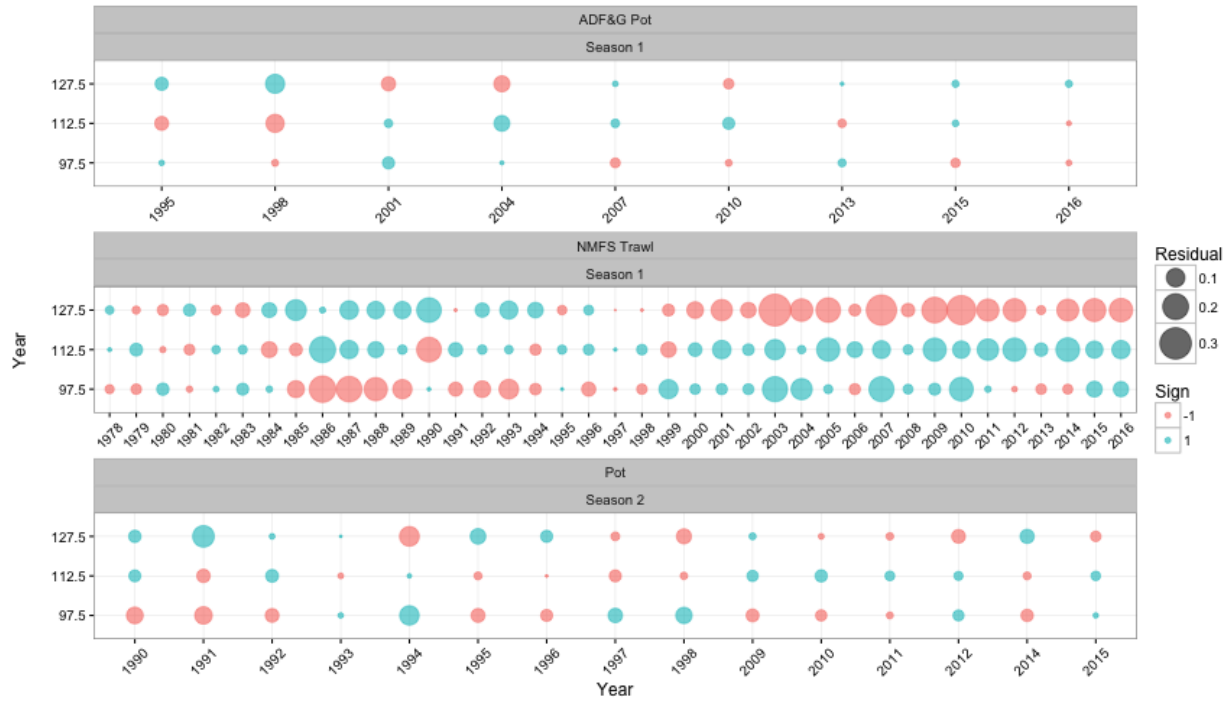 ADF&G Pot
Season 1
127.5
112.5
97.5
1995 1998 2001 2004 2007 2010 2013 2015 2016
NMFS Trawl
Season 1
127.5
112.5
97.5
1978 1979 1980 1981 1982 1983 1984 1985 1986 1987 1988 1989 1990 1991 1992 1993 1994 1995 1996 1997 1998 1999 2000 2001 2002 2003 2004 2005 2006 2007 2008 2009 2010 2011 2012 2013 2014 2015 2016
Pot
Season 2
127.5
112.5
97.5
1990 1991 1992 1993 1994 1995 1996 1997 1998 2009 2010 2011 2012 2014 2015
Year
Year
Residual
0.1
0.2
0.3
Sign
-1
1